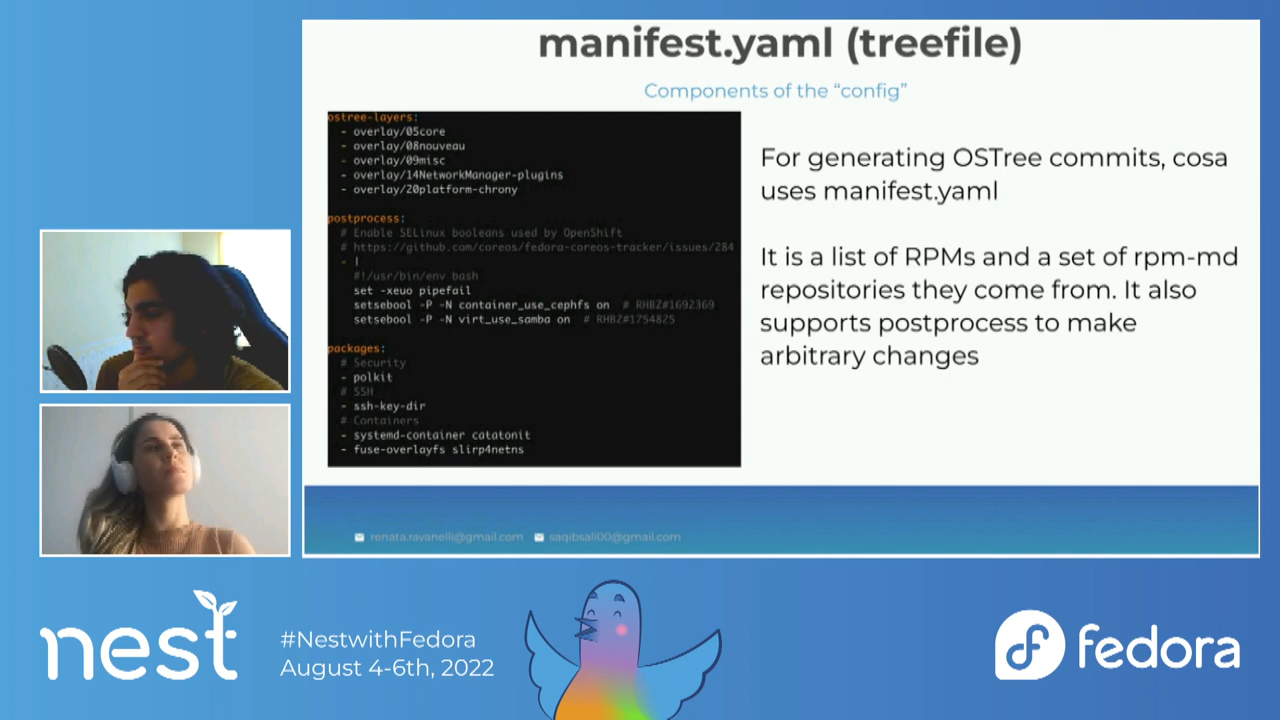 manifest.yaml (treefile)
Components of the “config”
ostree-layers:
- overlay/05core
- overlay/08nouveau
- overlay/09misc
- overlay/14NetworkManager-plugins
- overlay/20platform-chrony
postprocess:
# Enable SELinux booleans used by OpenShift
# https://github.com/coreos/fedora-coreos-tracker/issues/284
- |
#!/usr/bin/env bash
set -xeuo pipefail
setsebool -P -N container_use_cephfs on # RHBZ#1692369
setsebool -P -N virt_use_samba on # RHBZ#1754825
packages:
# Security
- polkit
# SSH
- ssh-key-dir
# Containers
- systemd-container catatonit
- fuse-overlayfs slirp4netns
For generating OSTree commits, cosa
uses manifest.yaml
It is a list of RPMs and a set of rpm-md
repositories they come from. It also
supports postprocess to make
arbitrary changes
renata.ravanelli@gmail.com saqibsali00@gmail.com
nest
#NestwithFedora
August 4-6th, 2022
fedora